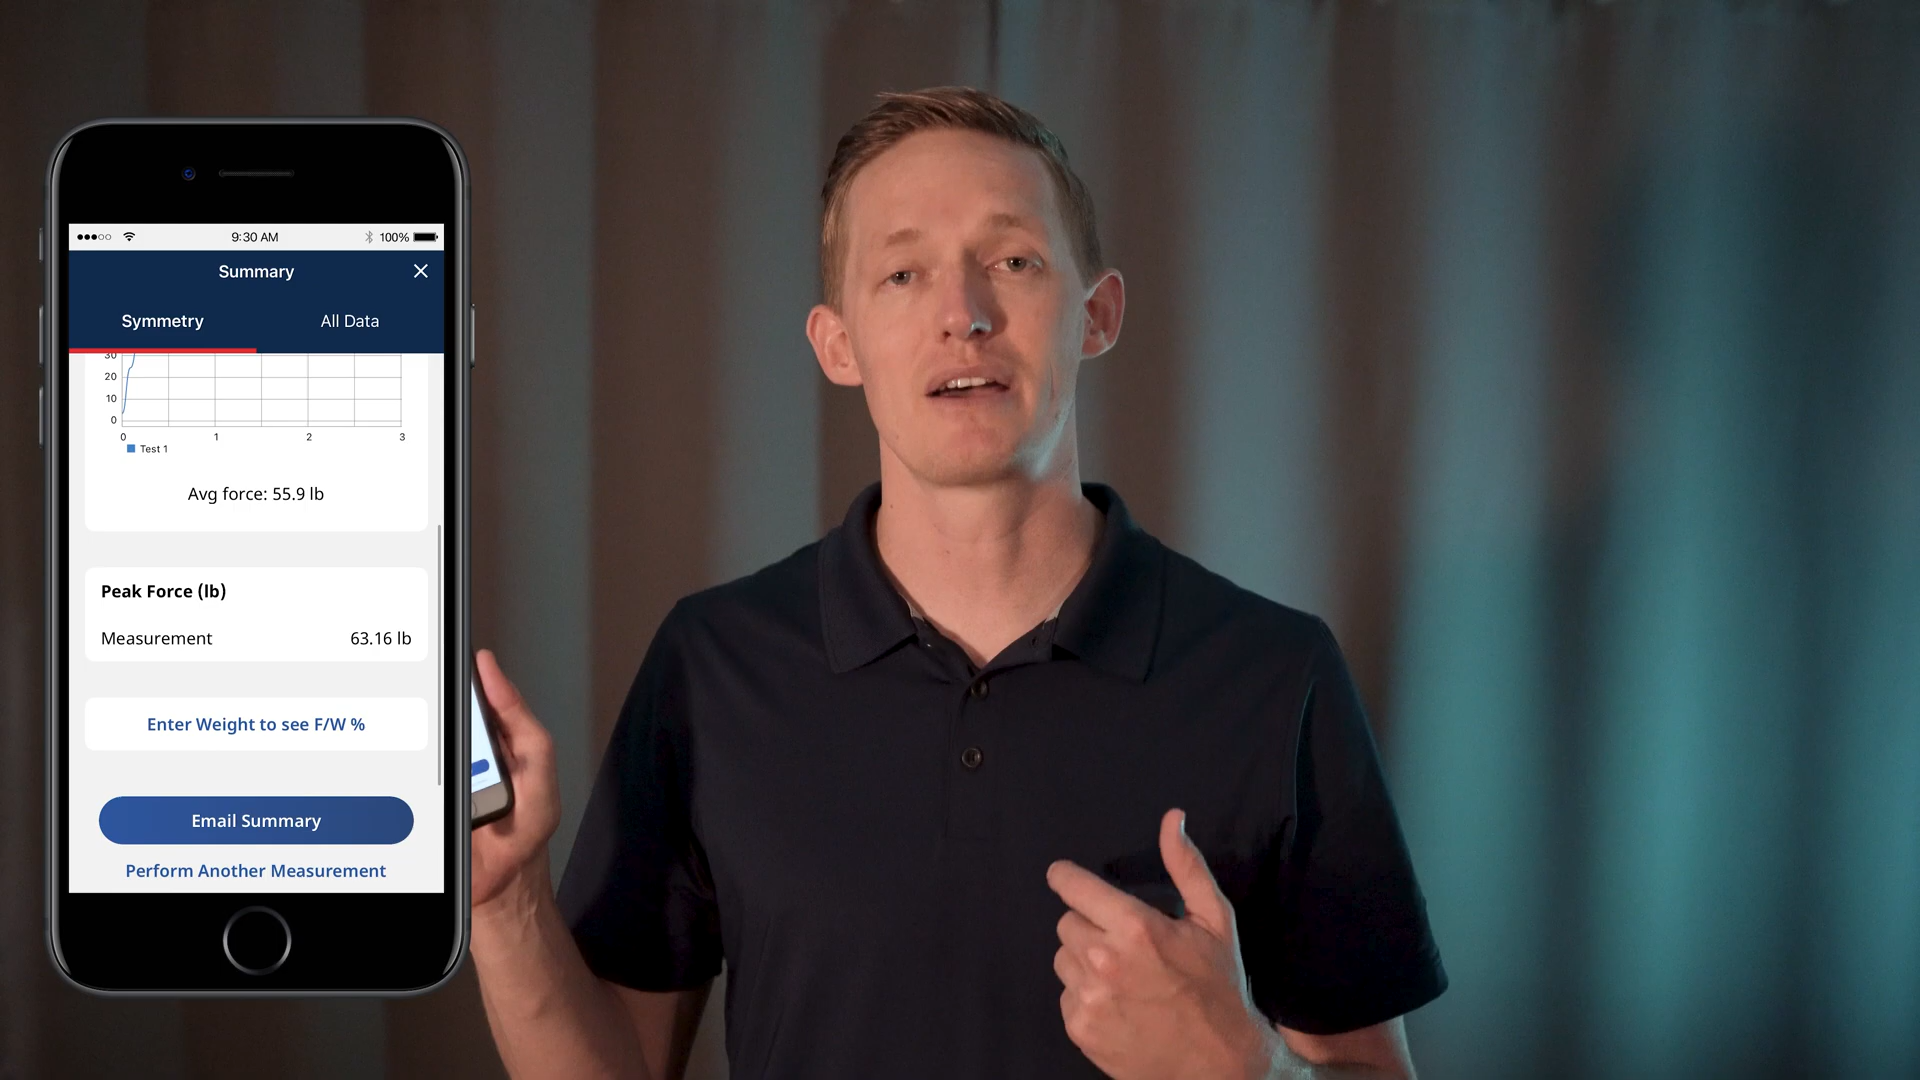 9:30 AM 100%
Summary
Symmetry All Data
30
20
10
0
0 1 2 3
Test 1
Avg force: 55.9 lb
Peak Force (lb)
Measurement 63.16 lb
Enter Weight to see F/W %
Email Summary
Perform Another Measurement